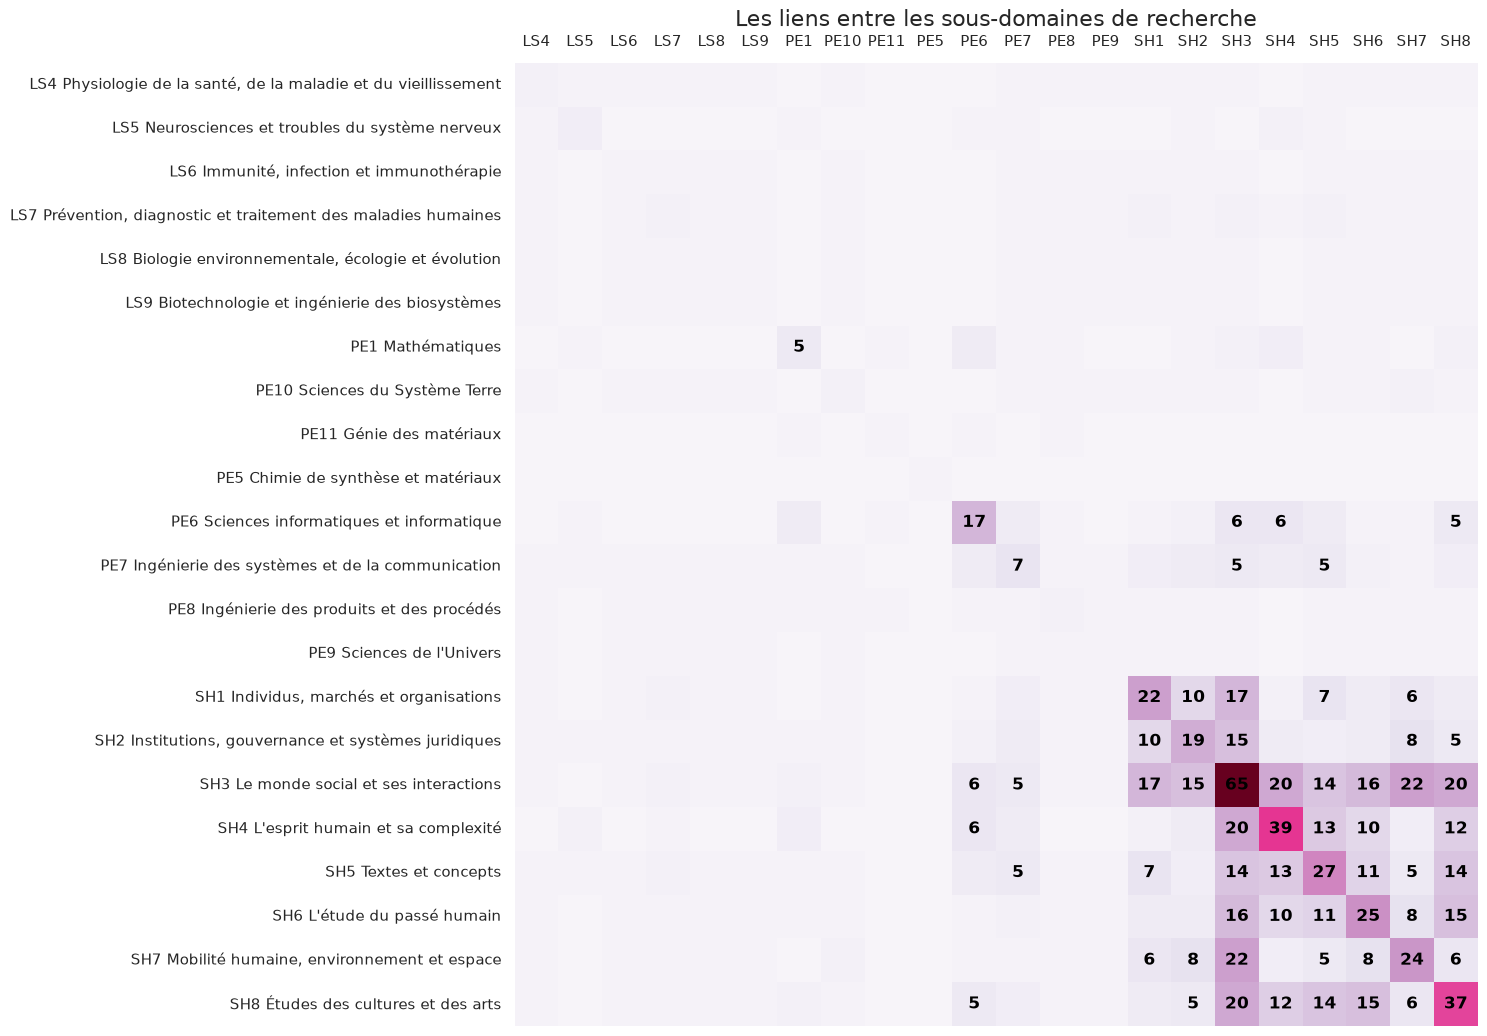 Les liens entre les sous-domaines de recherche
LS4 LS5 LS6 LS7 LS8 LS9 PE1 PE10 PE11 PE5 PE6 PE7 PE8 PE9 SH1 SH2 SH3 SH4 SH5 SH6 SH7 SH8
LS4 Physiologie de la santé, de la maladie et du vieillissement
LS5 Neurosciences et troubles du système nerveux
LS6 Immunité, infection et immunothérapie
LS7 Prévention, diagnostic et traitement des maladies humaines
LS8 Biologie environnementale, écologie et évolution
LS9 Biotechnologie et ingénierie des biosystèmes
PE1 Mathématiques 5
PE10 Sciences du Système Terre
PE11 Génie des matériaux
PE5 Chimie de synthèse et matériaux
PE6 Sciences informatiques et informatique 17 6 6 5
PE7 Ingénierie des systèmes et de la communication 7 5 5
PE8 Ingénierie des produits et des procédés
PE9 Sciences de l'Univers
SH1 Individus, marchés et organisations 22 10 17 7 6
SH2 Institutions, gouvernance et systèmes juridiques 10 19 15 8 5
SH3 Le monde social et ses interactions 6 5 17 15 65 20 14 16 22 20
SH4 L'esprit humain et sa complexité 6 20 39 13 10 12
SH5 Textes et concepts 5 7 14 13 27 11 5 14
SH6 L'étude du passé humain 16 10 11 25 8 15
SH7 Mobilité humaine, environnement et espace 6 8 22 5 8 24 6
SH8 Études des cultures et des arts 5 5 20 12 14 15 6 37